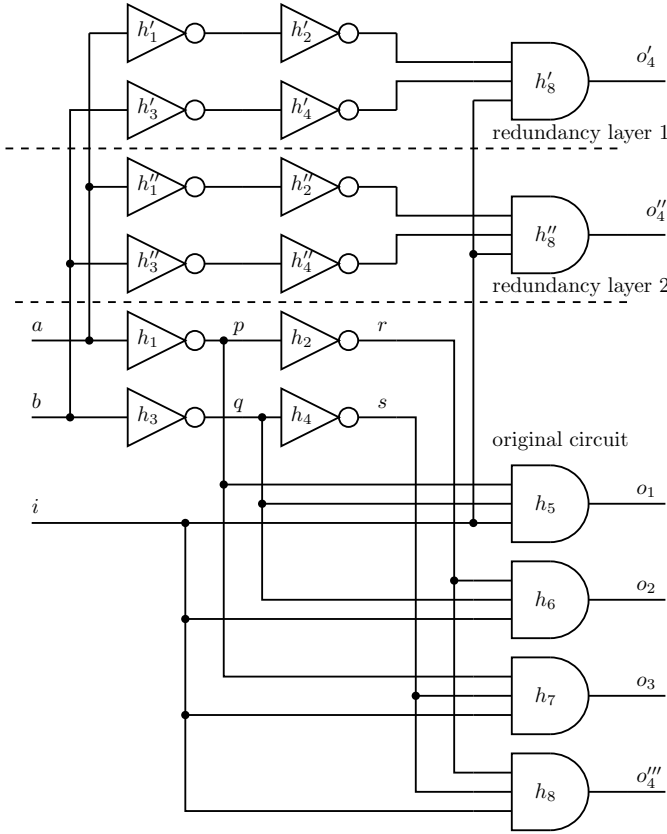 h′₁ h′₂ o′₄
h′₃ h′₄ h′₈
redundancy layer 1
h″₁ h″₂ o″₄
h″₃ h″₄ h″₈
redundancy layer 2
a h₁ p h₂ r
b h₃ q h₄ s
original circuit
i h₅ o₁
h₆ o₂
h₇ o₃
h₈ o‴₄